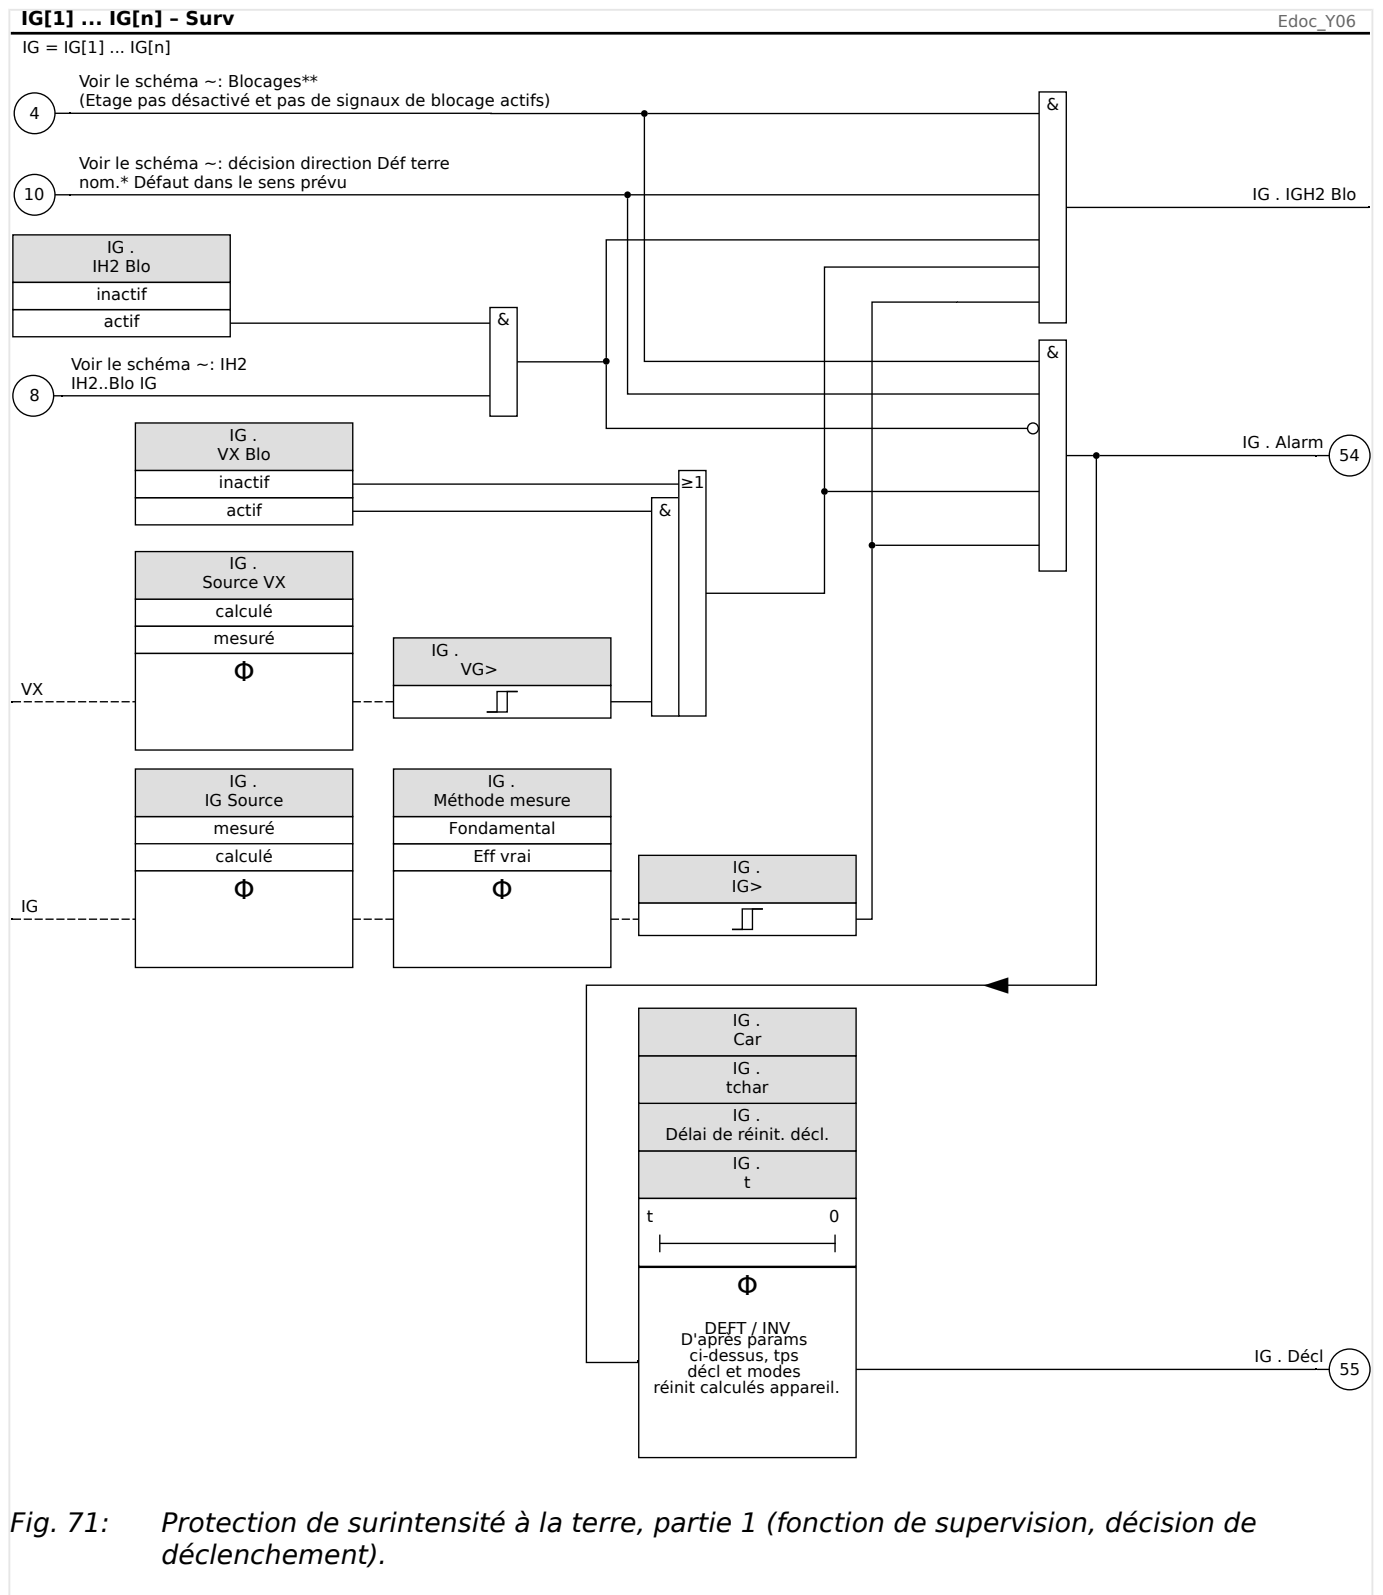 IG[1] ... IG[n] – Surv
Edoc_Y06
IG = IG[1] ... IG[n]
Voir le schéma ~: Blocages**
(Etage pas désactivé et pas de signaux de blocage actifs)
4
&
Voir le schéma ~: décision direction Déf terre
nom.* Défaut dans le sens prévu
10
IG . IGH2 Blo
IG .
IH2 Blo
inactif
actif
&
&
Voir le schéma ~: IH2
IH2..Blo IG
8
IG .
VX Blo
inactif
actif
≥1
&
IG . Alarm
54
IG .
Source VX
calculé
mesuré
Φ
VX
IG .
VG>
IG .
IG Source
mesuré
calculé
Φ
IG
IG .
Méthode mesure
Fondamental
Eff vrai
Φ
IG .
IG>
IG .
Car
IG .
tchar
IG .
Délai de réinit. décl.
IG .
t
t 0
Φ
DEFT / INV
D'après params
ci-dessus, tps
décl et modes
réinit calculés appareil.
IG . Décl
55
Fig. 71: Protection de surintensité à la terre, partie 1 (fonction de supervision, décision de
déclenchement).